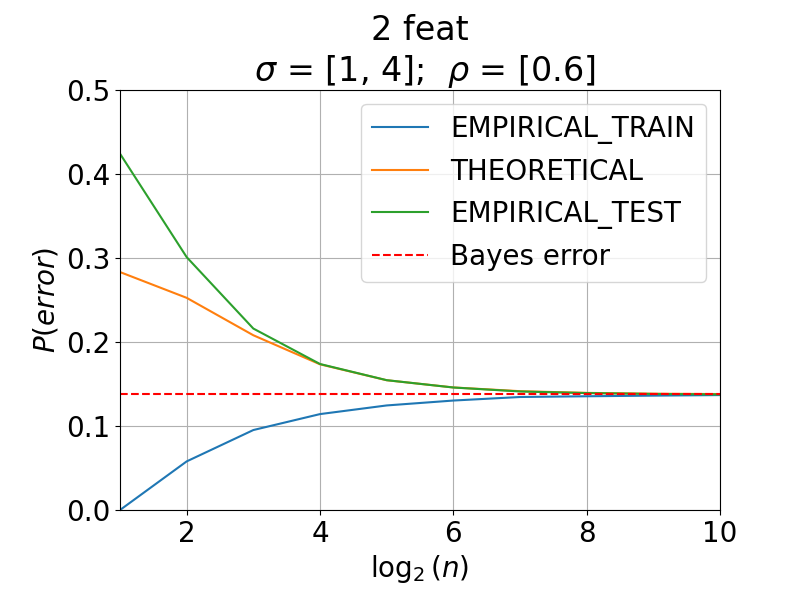 2 feat
σ = [1, 4];  ρ = [0.6]
EMPIRICAL_TRAIN
THEORETICAL
EMPIRICAL_TEST
Bayes error
0.5
0.4
0.3
0.2
0.1
0.0
P(error)
2
4
6
8
10
log₂(n)